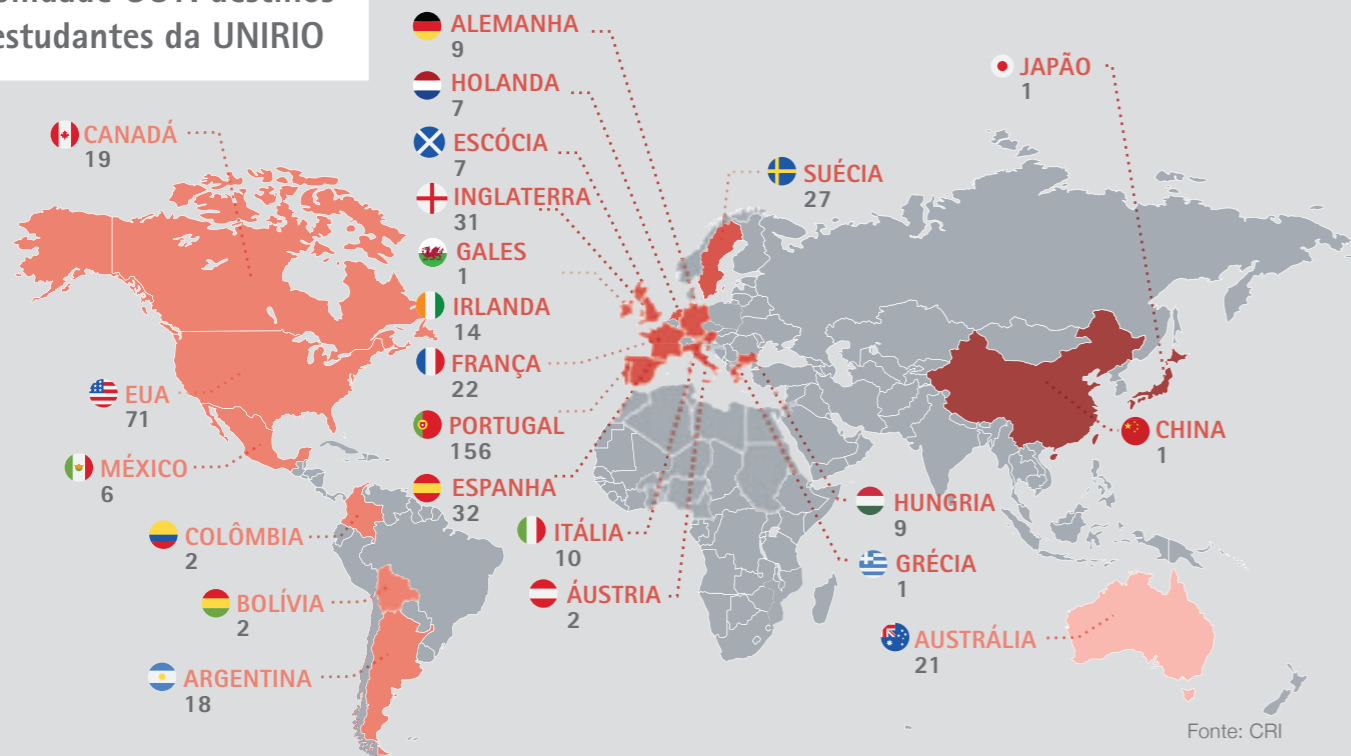 estudantes da UNIRIO
ALEMANHA
9
HOLANDA
7
ESCÓCIA
7
INGLATERRA
31
GALES
1
IRLANDA
14
FRANÇA
22
PORTUGAL
156
ESPANHA
32
ITÁLIA
10
ÁUSTRIA
2
CANADÁ
19
EUA
71
MÉXICO
6
COLÔMBIA
2
BOLÍVIA
2
ARGENTINA
18
SUÉCIA
27
JAPÃO
1
CHINA
1
HUNGRIA
9
GRÉCIA
1
AUSTRÁLIA
21
Fonte: CRI